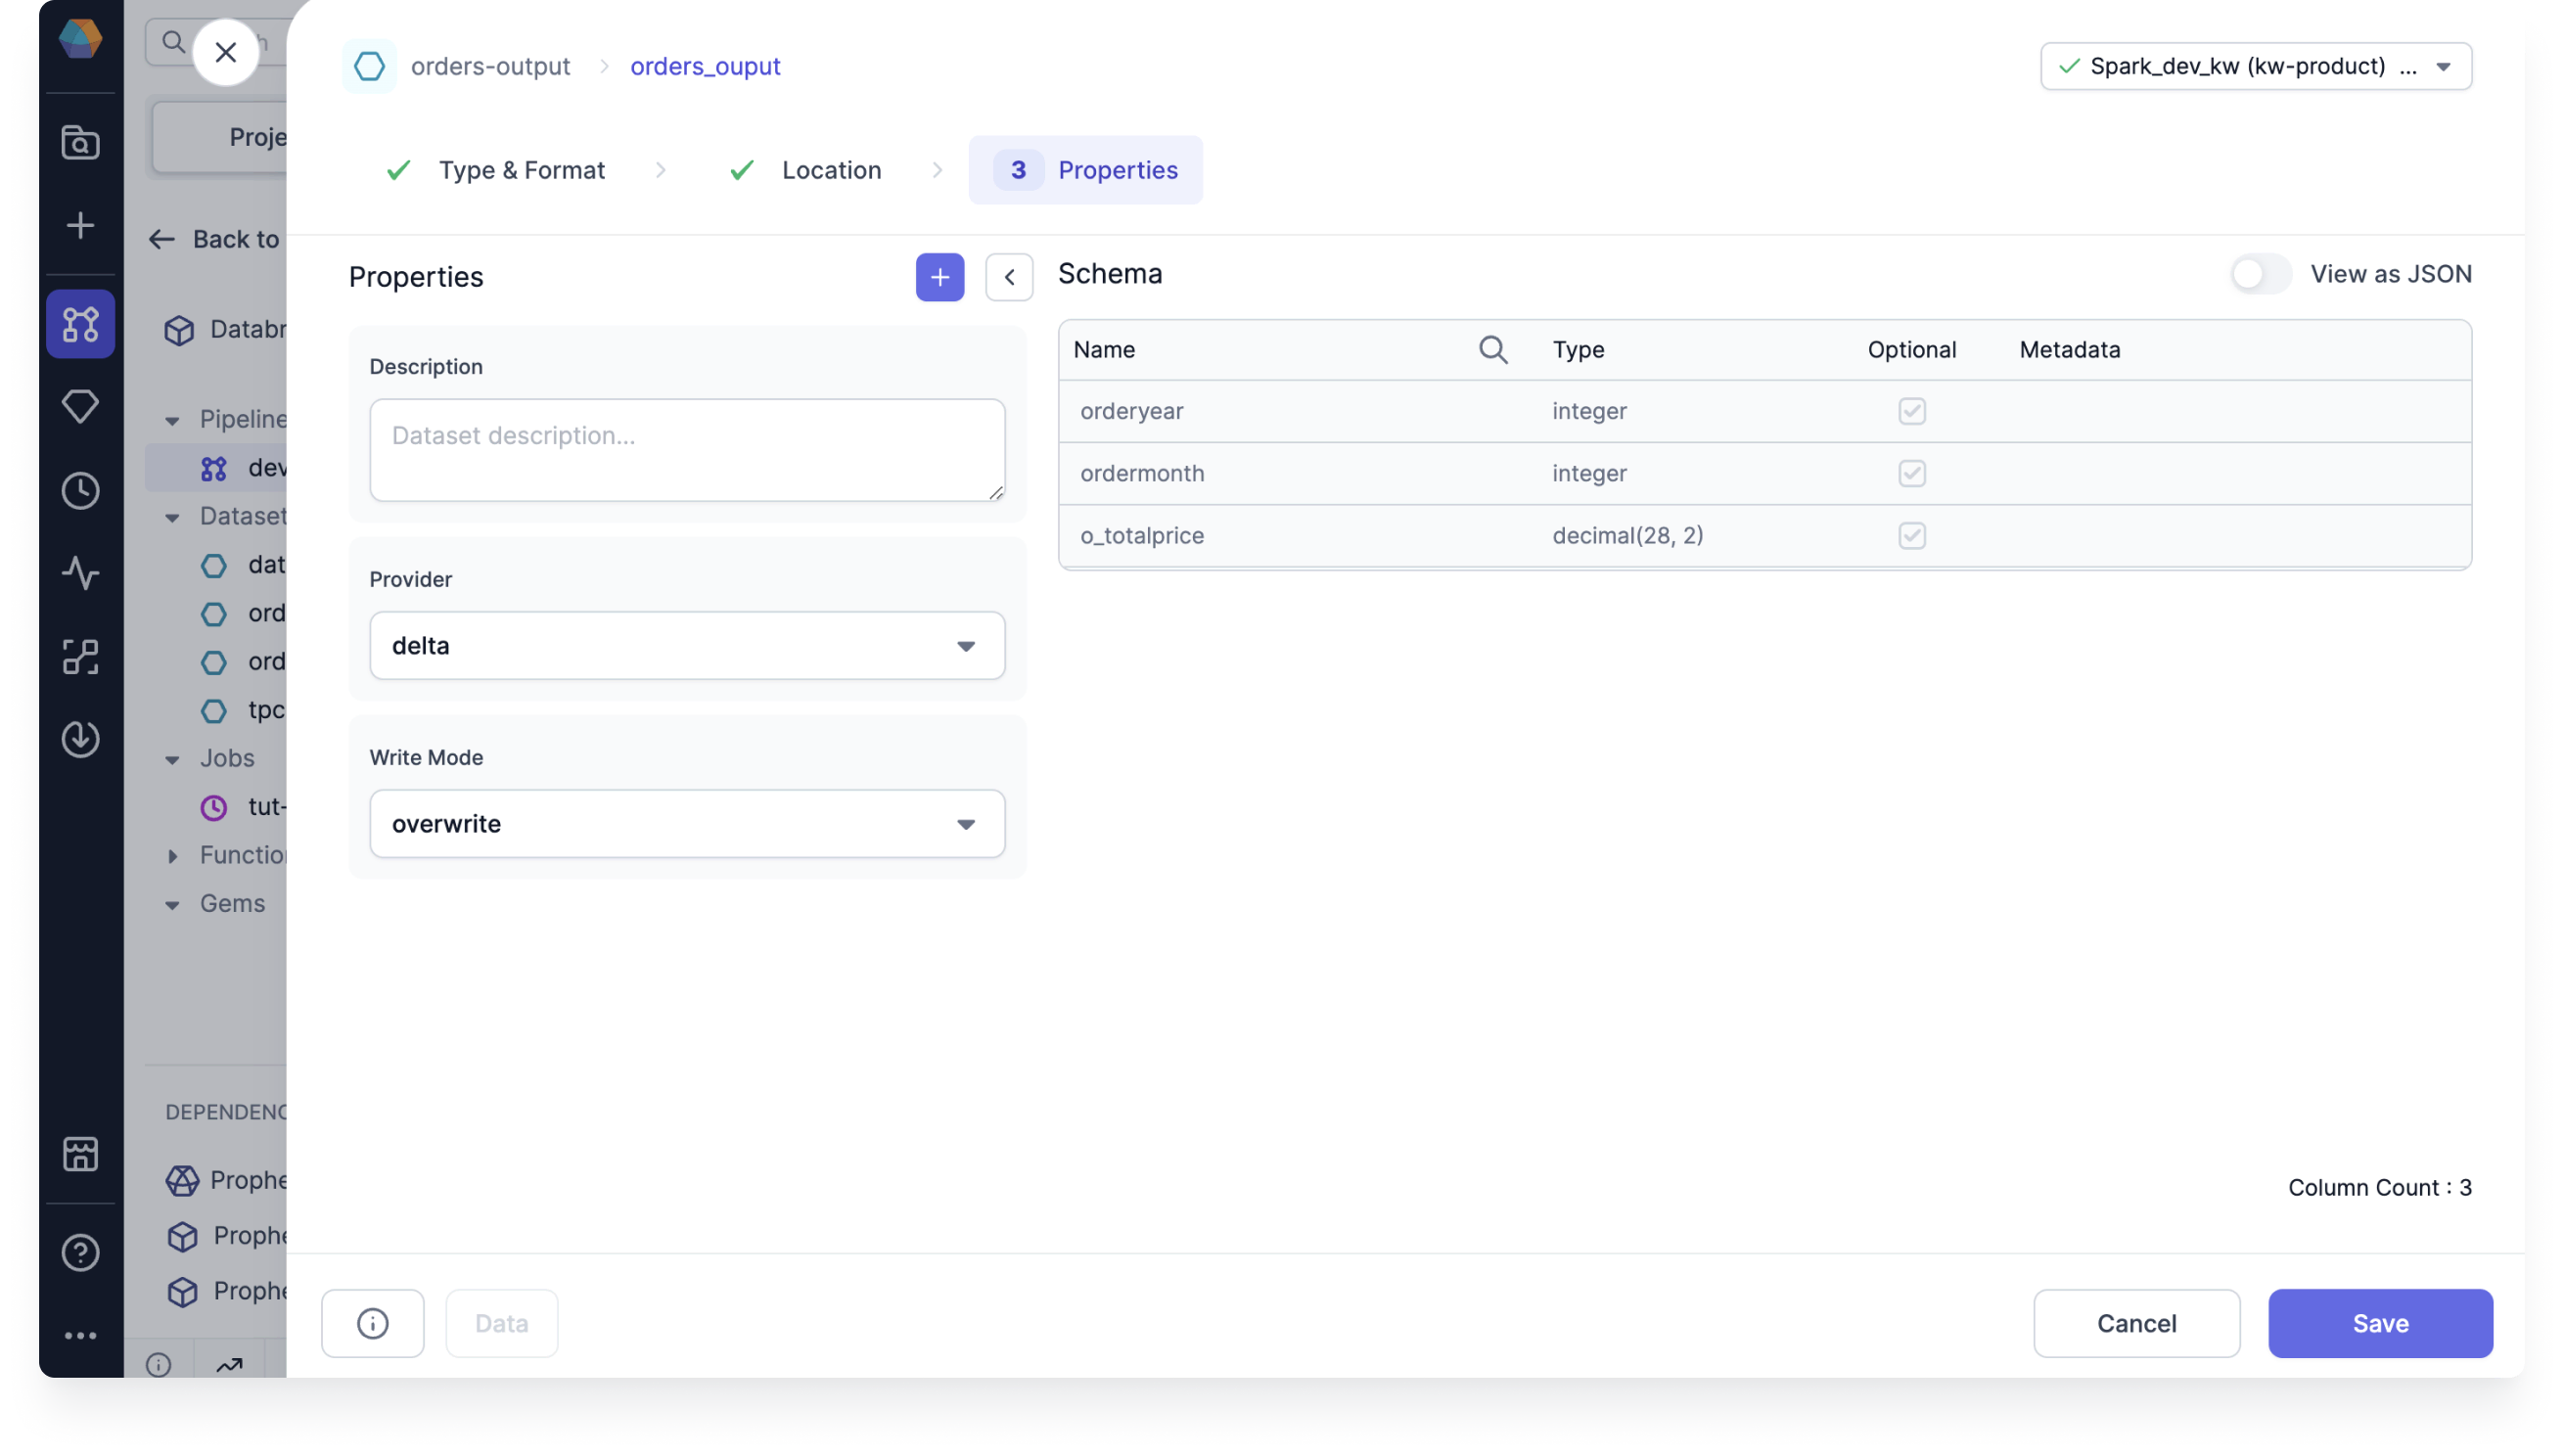 orders-output
orders_ouput
Spark_dev_kw (kw-product) ...
Type & Format
Location
3 Properties
Proje
Back to
Databr
Pipeline
dev
Dataset
dat
ord
ord
tpc
Jobs
tut-
Functio
Gems
DEPENDENC
Prophe
Prophe
Prophe
Properties
Description
Dataset description...
Provider
delta
Write Mode
overwrite
Schema
View as JSON
Name Type Optional Metadata
orderyear integer
ordermonth integer
o_totalprice decimal(28, 2)
Column Count : 3
Data
Cancel
Save